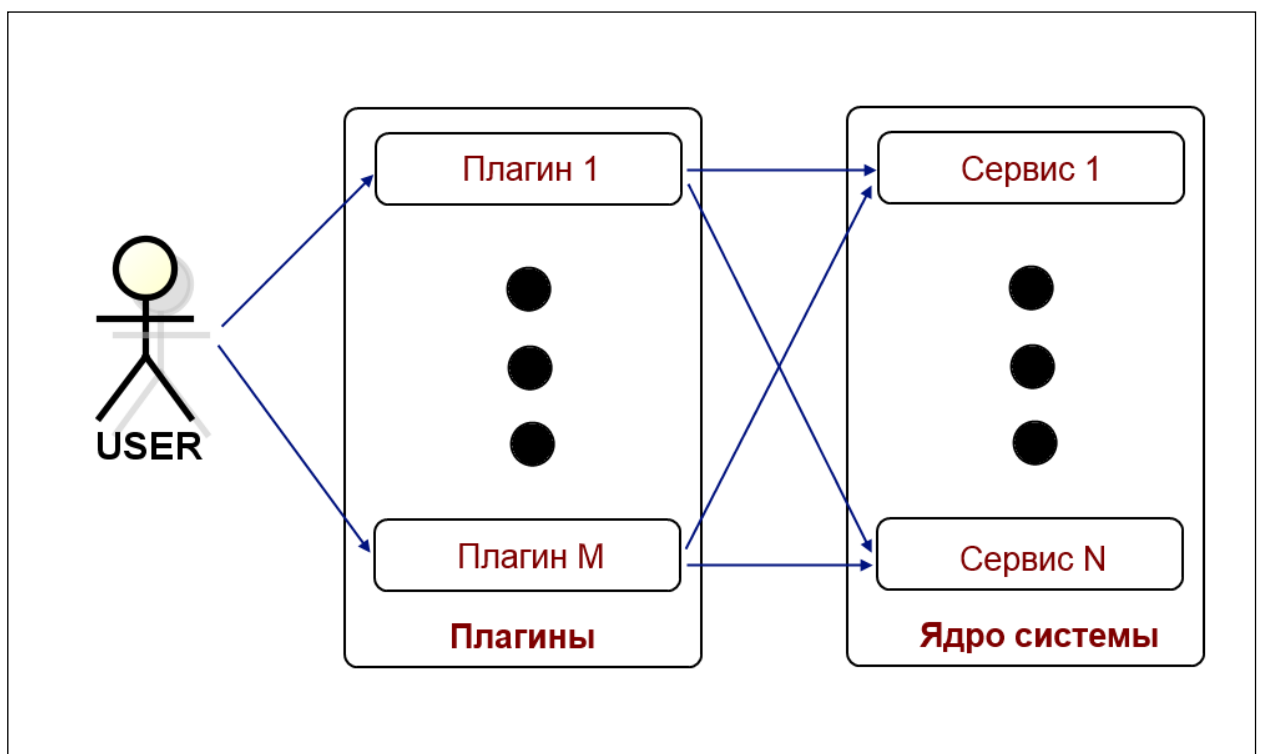 Плагин 1
Сервис 1
USER
Плагин M
Сервис N
Плагины
Ядро системы